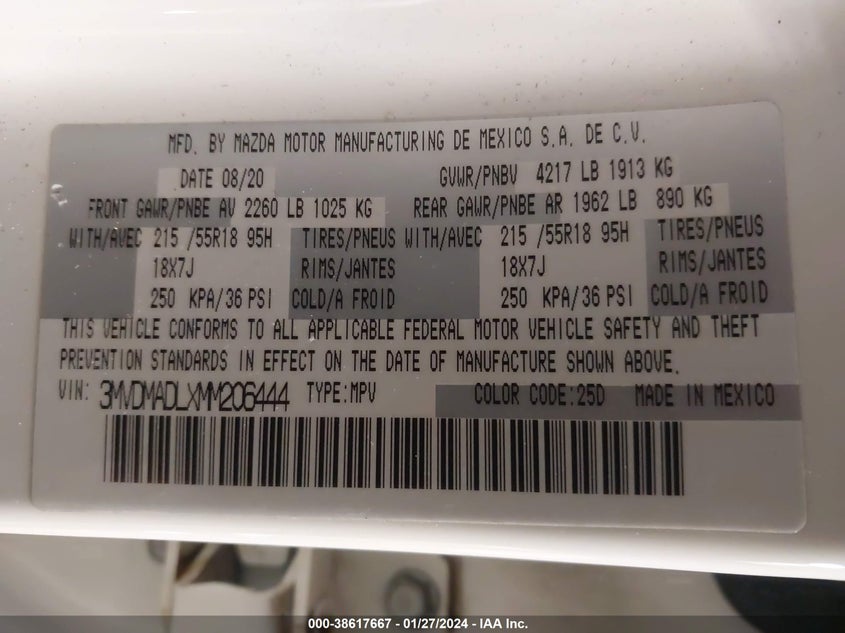 MFD. BY MAZDA MOTOR MANUFACTURING DE MEXICO S.A. DE C.V.
DATE 08/20 GVWR/PNBV 4217 LB 1913 KG
FRONT GAWR/PNBE AV 2260 LB 1025 KG REAR GAWR/PNBE AR 1962 LB 890 KG
WITH/AVEC 215 /55R18 95H TIRES/PNEUS WITH/AVEC 215 /55R18 95H TIRES/PNEUS
18X7J RIMS/JANTES 18X7J RIMS/JANTES
250 KPA/36 PSI COLD/A FROID 250 KPA/36 PSI COLD/A FROID
THIS VEHICLE CONFORMS TO ALL APPLICABLE FEDERAL MOTOR VEHICLE SAFETY AND THEFT
PREVENTION STANDARDS IN EFFECT ON THE DATE OF MANUFACTURE SHOWN ABOVE.
VIN: 3MVDMADLXMM206444 TYPE:MPV COLOR CODE:25D MADE IN MEXICO
000-38617667 - 01/27/2024 - IAA Inc.